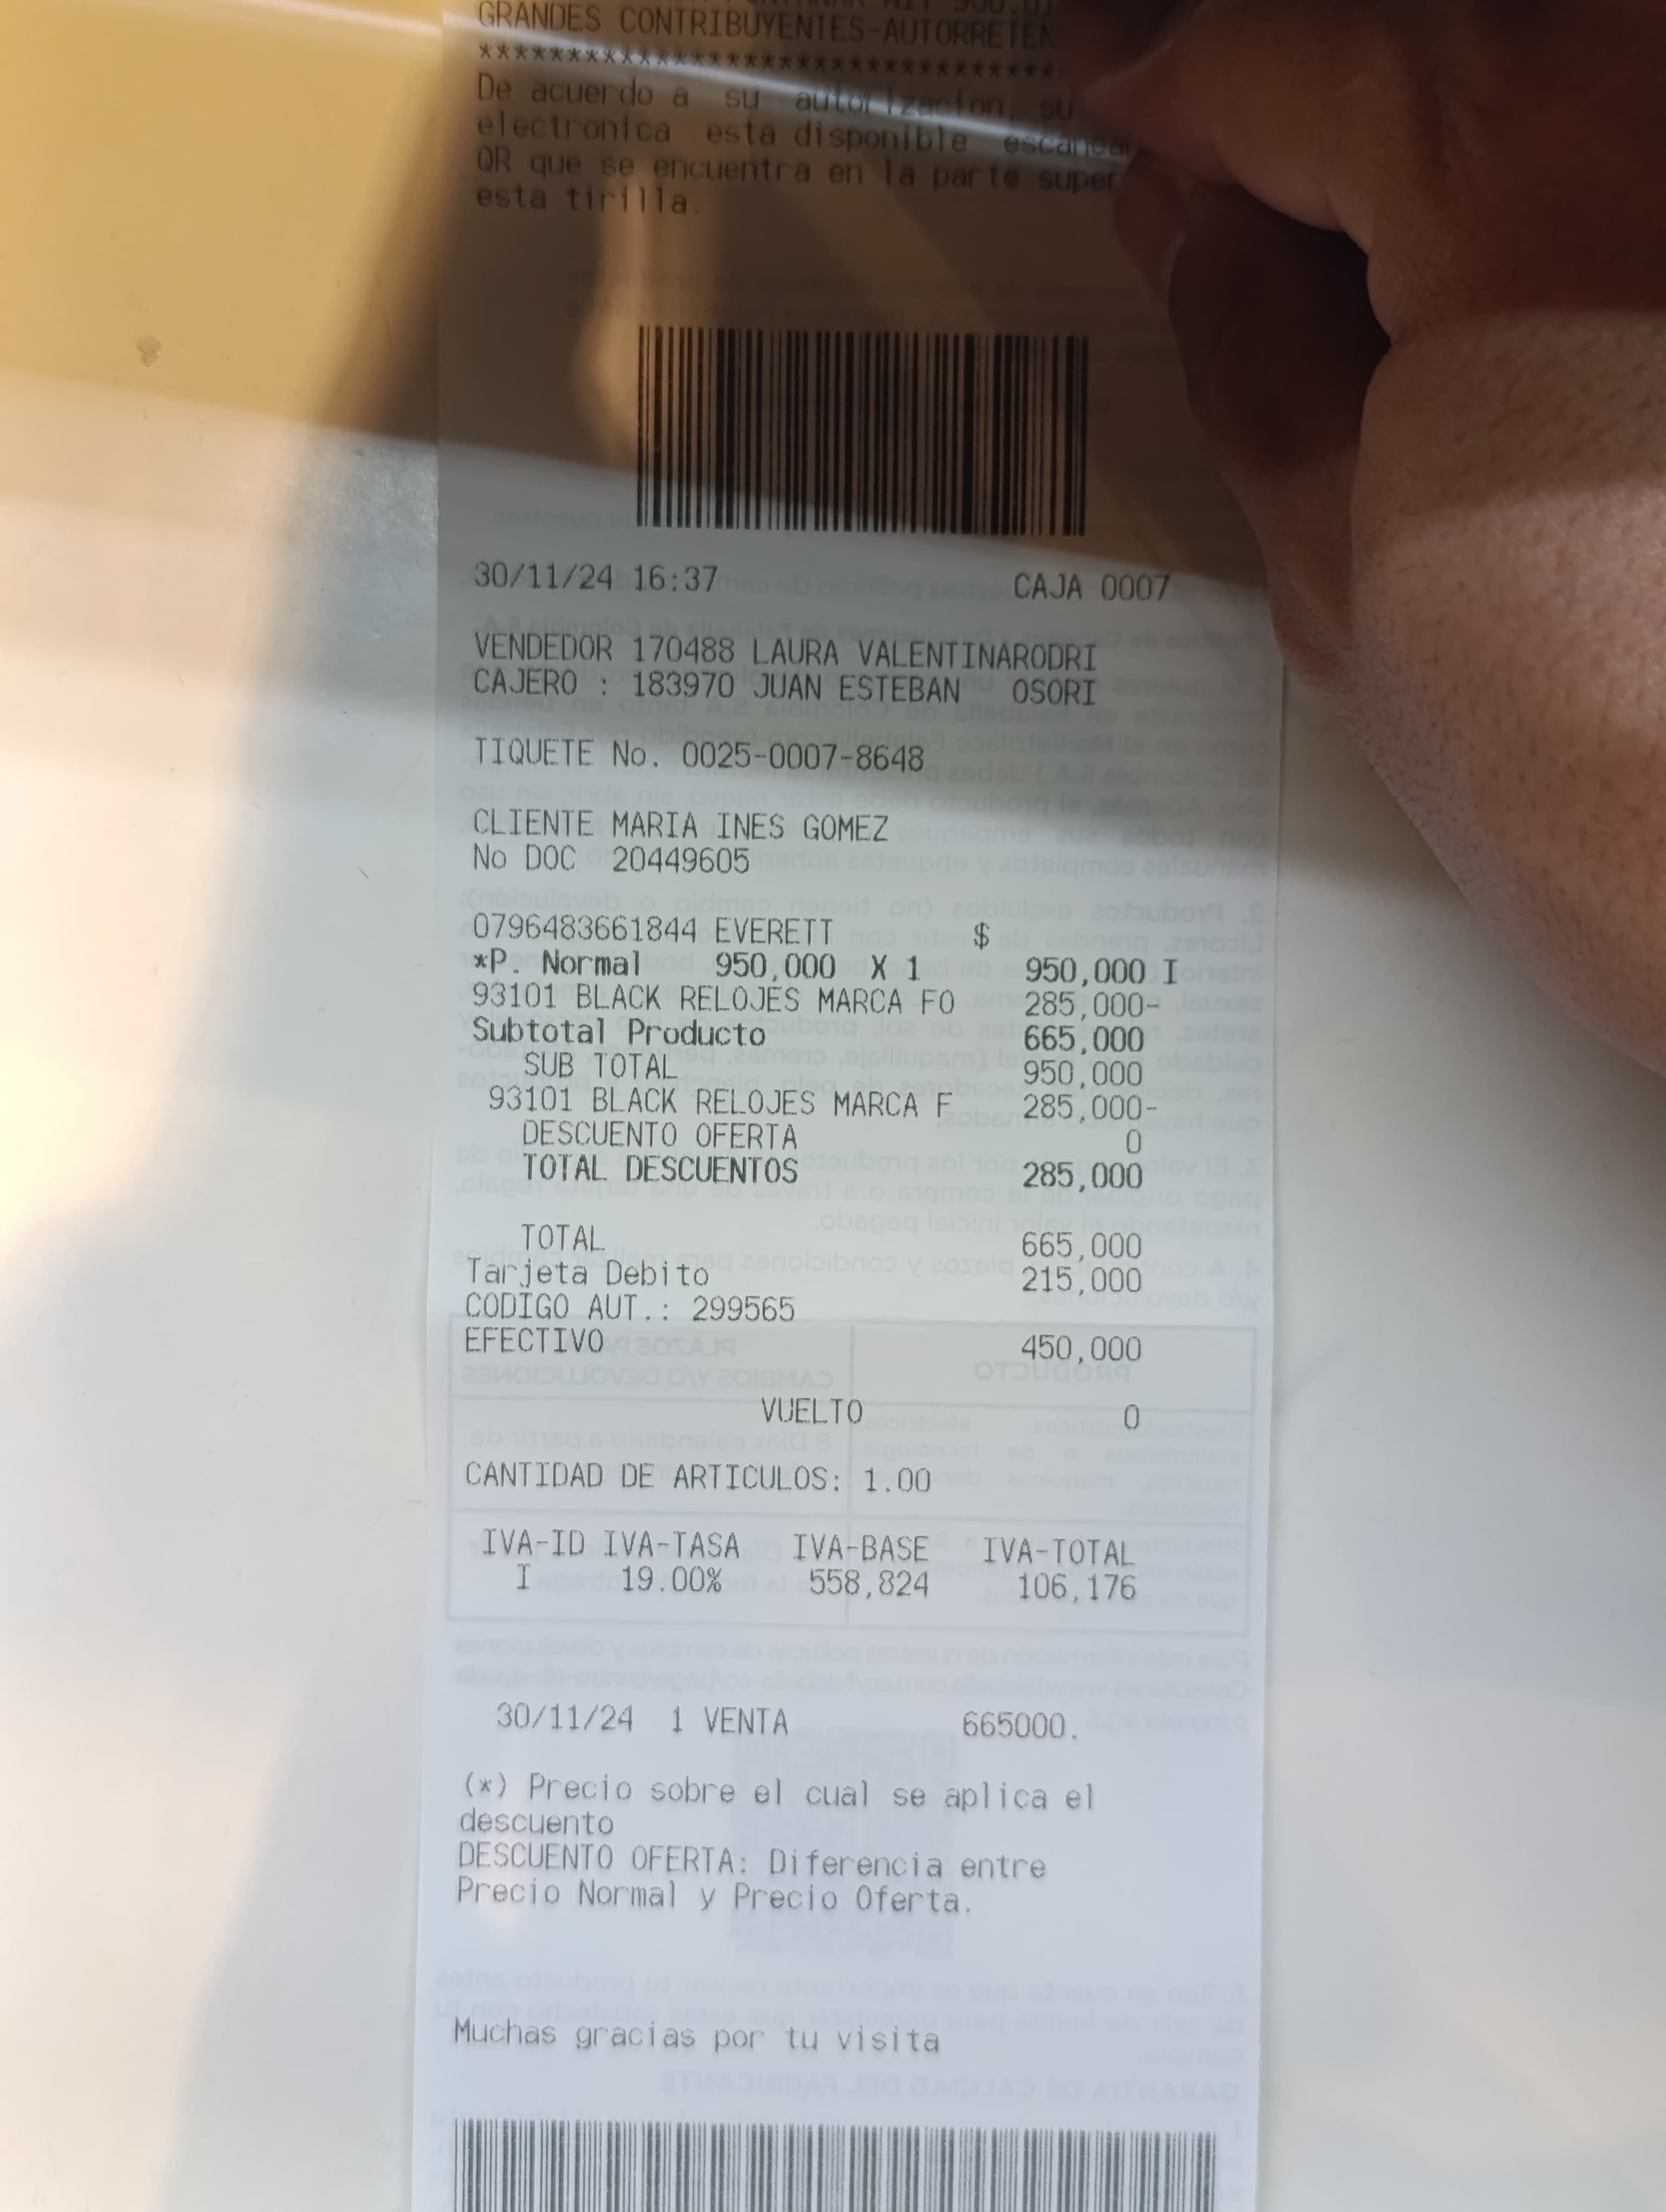 GRANDES CONTRIBUYENTES-AUTORRETEN
*********************************
De acuerdo a su autorizacion, su
electronica esta disponible escanea
QR que se encuentra en la parte super
esta tirilla.
30/11/24 16:37 CAJA 0007
VENDEDOR 170488 LAURA VALENTINARODRI
CAJERO : 183970 JUAN ESTEBAN OSORI
TIQUETE No. 0025-0007-8648
CLIENTE MARIA INES GOMEZ
No DOC 20449605
0796483661844 EVERETT $
*P. Normal 950,000 X 1 950,000 I
93101 BLACK RELOJES MARCA FO 285,000-
Subtotal Producto 665,000
SUB TOTAL 950,000
93101 BLACK RELOJES MARCA F 285,000-
DESCUENTO OFERTA 0
TOTAL DESCUENTOS 285,000
TOTAL 665,000
Tarjeta Debito 215,000
CODIGO AUT.: 299565
EFECTIVO 450,000
VUELTO 0
CANTIDAD DE ARTICULOS: 1.00
IVA-ID IVA-TASA IVA-BASE IVA-TOTAL
I 19.00% 558,824 106,176
30/11/24 1 VENTA 665000.
(*) Precio sobre el cual se aplica el
descuento
DESCUENTO OFERTA: Diferencia entre
Precio Normal y Precio Oferta.
Muchas gracias por tu visita